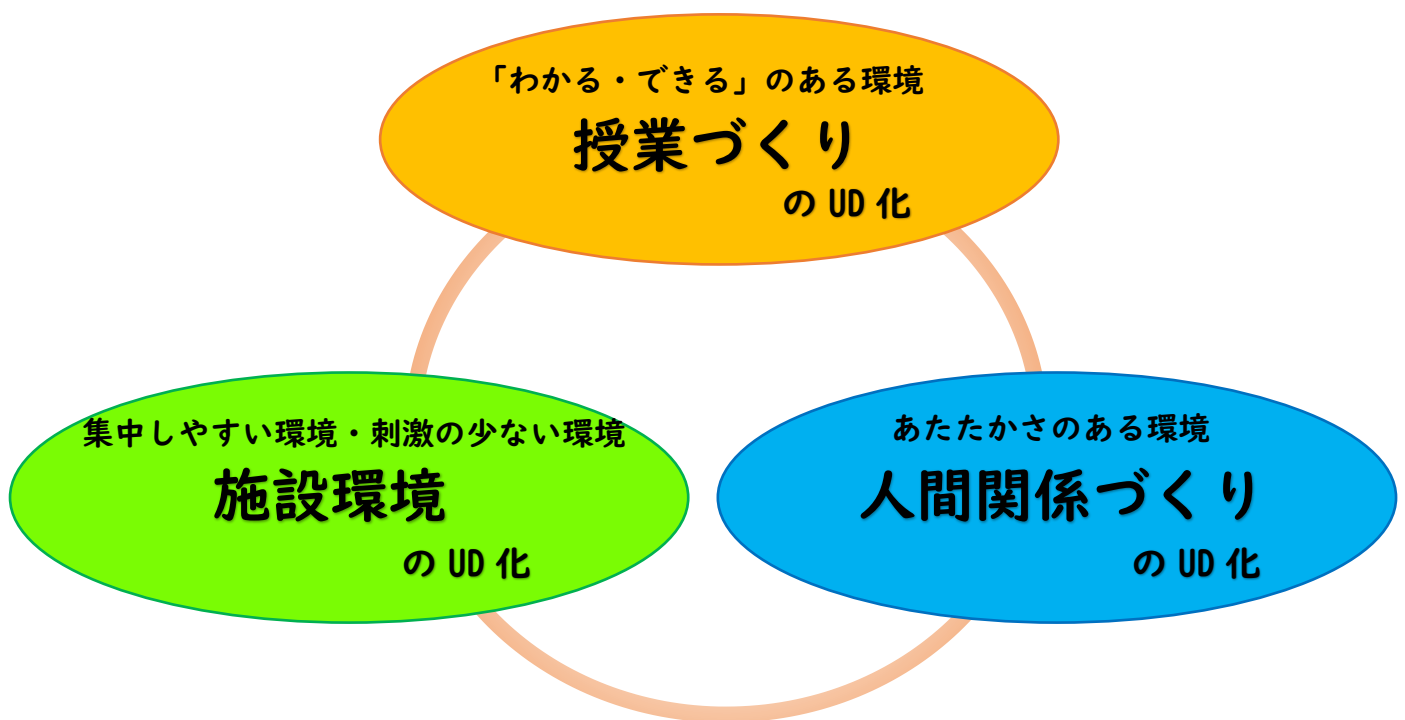 「わかる・できる」のある環境
授業づくり
の UD 化
集中しやすい環境・刺激の少ない環境
施設環境
の UD 化
あたたかさのある環境
人間関係づくり
の UD 化